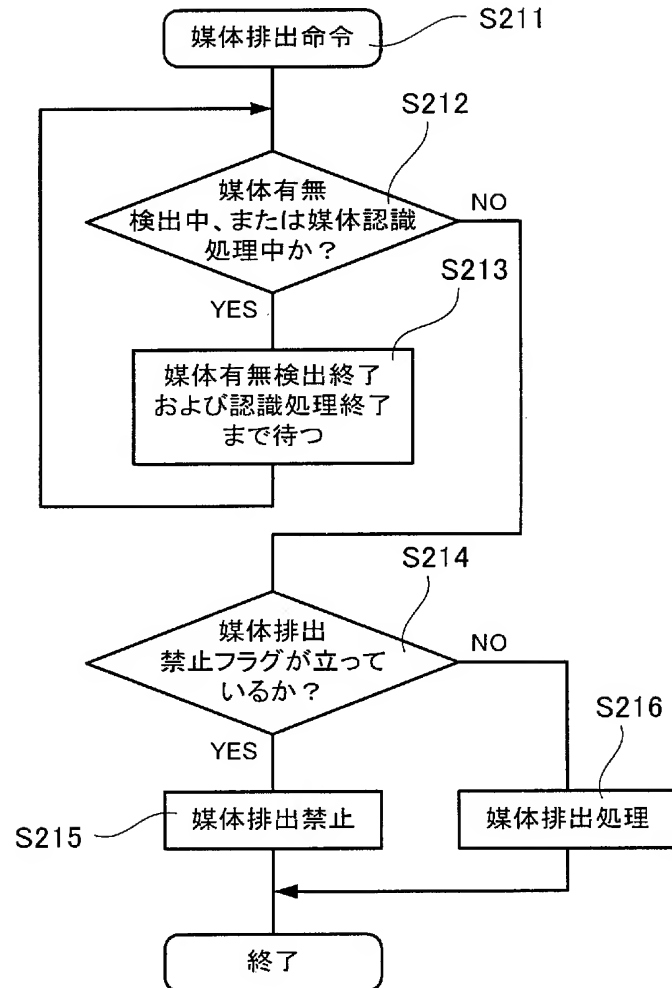 媒体排出命令
S211
S212
媒体有無
検出中、または媒体認識
処理中か？
NO
YES
S213
媒体有無検出終了
および認識処理終了
まで待つ
S214
媒体排出
禁止フラグが立って
いるか？
NO
YES
S216
S215
媒体排出禁止
媒体排出処理
終了